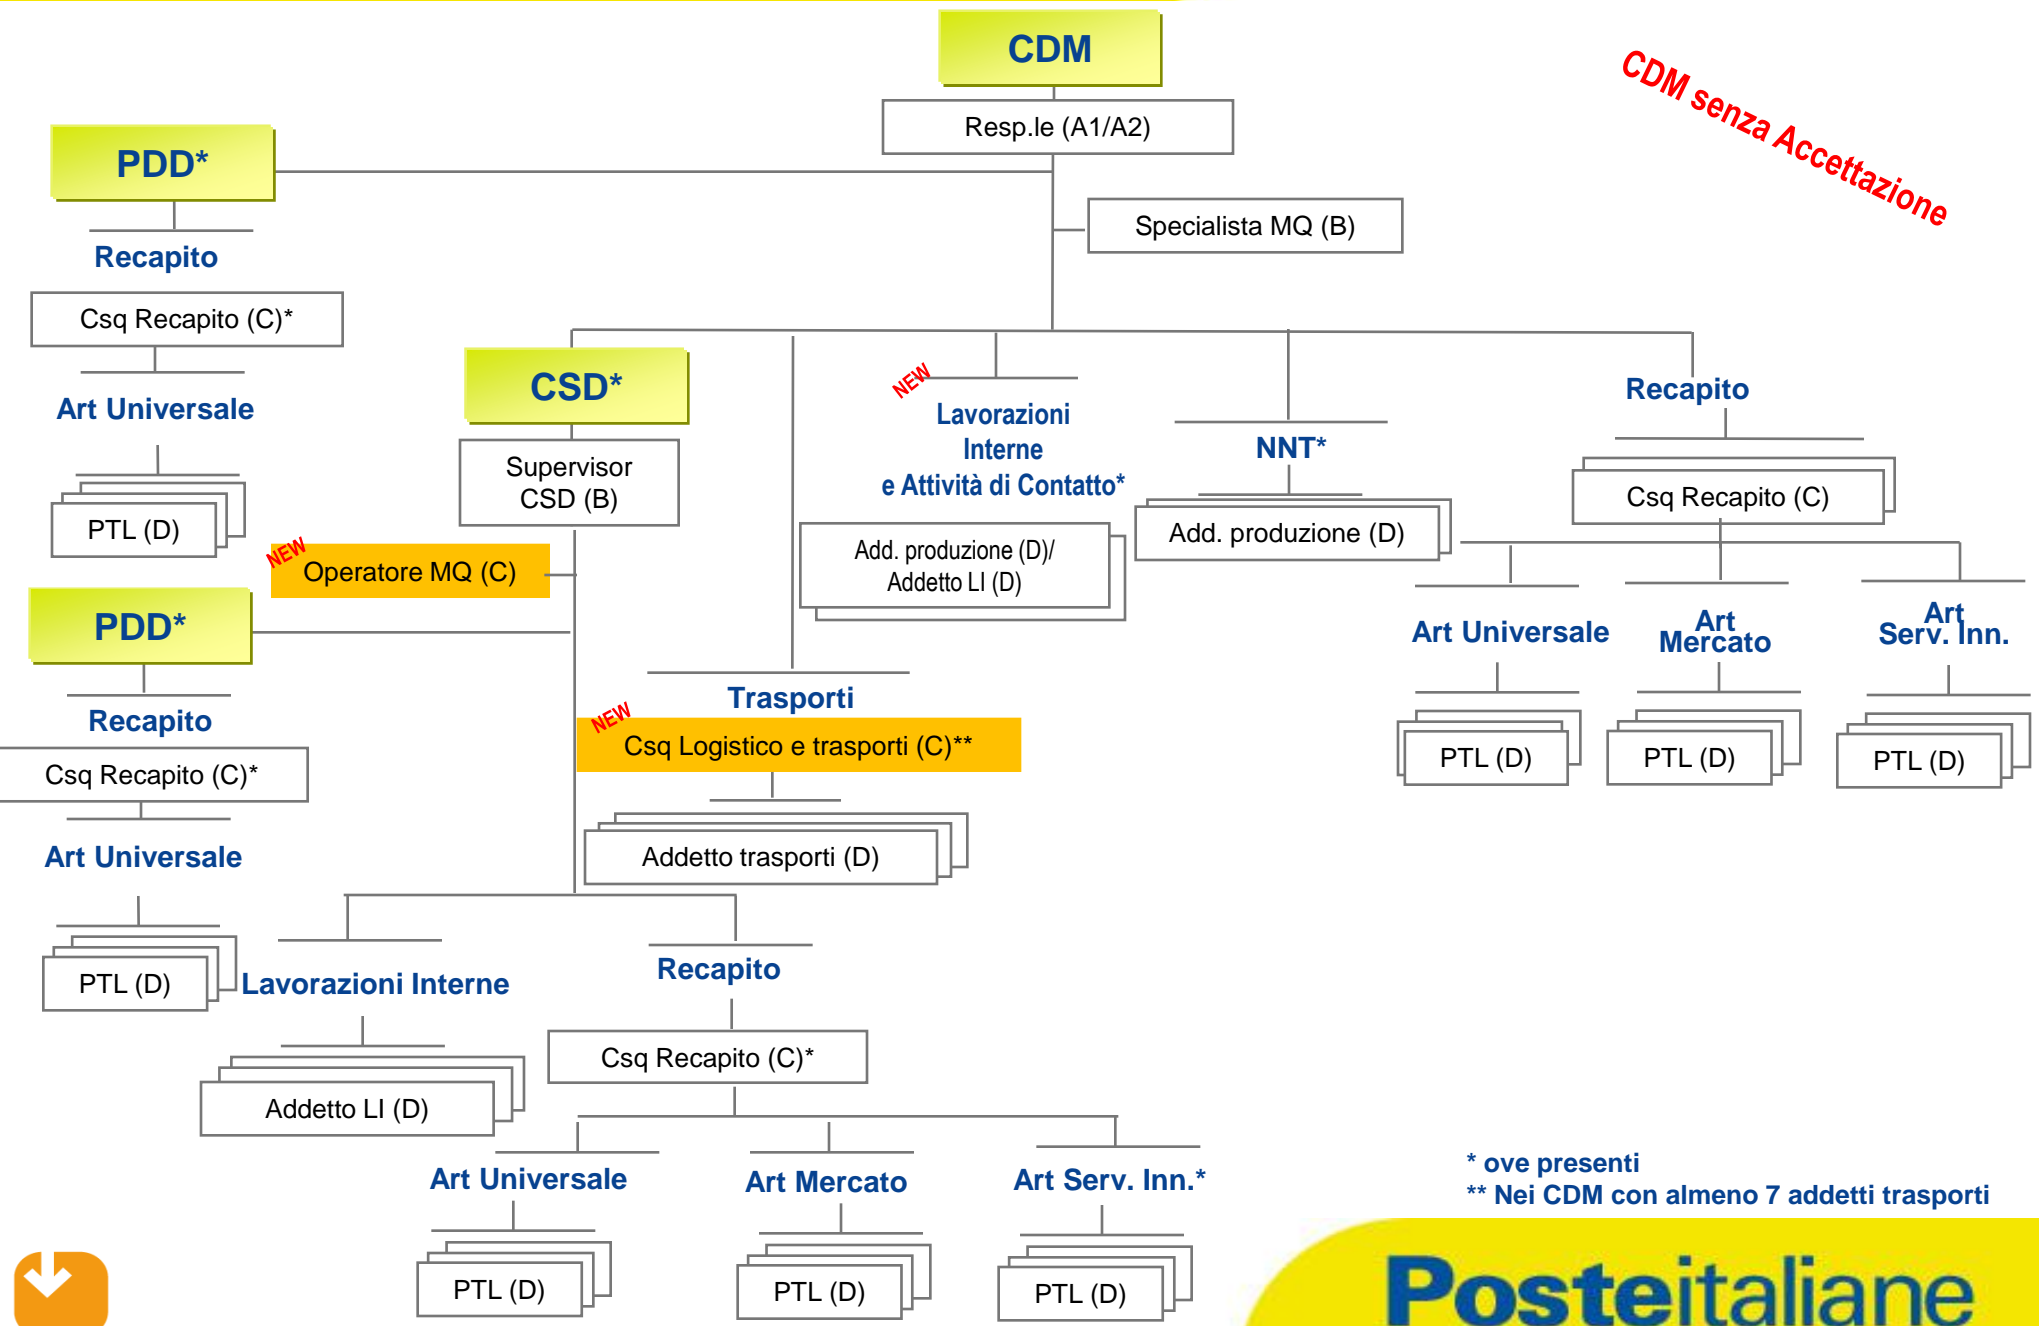 CDM
CDM senza Accettazione
Resp.le (A1/A2)
PDD*
Specialista MQ (B)
Recapito
Csq Recapito (C)*
Art Universale
PTL (D)
CSD*
Supervisor
CSD (B)
NEW
Operatore MQ (C)
NEW
Lavorazioni
Interne
e Attività di Contatto*
Add. produzione (D)/
Addetto LI (D)
NNT*
Add. produzione (D)
Recapito
Csq Recapito (C)
Art Universale
PTL (D)
Art
Mercato
PTL (D)
Art
Serv. Inn.
PTL (D)
PDD*
Recapito
Csq Recapito (C)*
Art Universale
PTL (D)
Trasporti
NEW
Csq Logistico e trasporti (C)**
Addetto trasporti (D)
Lavorazioni Interne
Addetto LI (D)
Recapito
Csq Recapito (C)*
Art Universale
PTL (D)
Art Mercato
PTL (D)
Art Serv. Inn.*
PTL (D)
* ove presenti
** Nei CDM con almeno 7 addetti trasporti
Posteitaliane